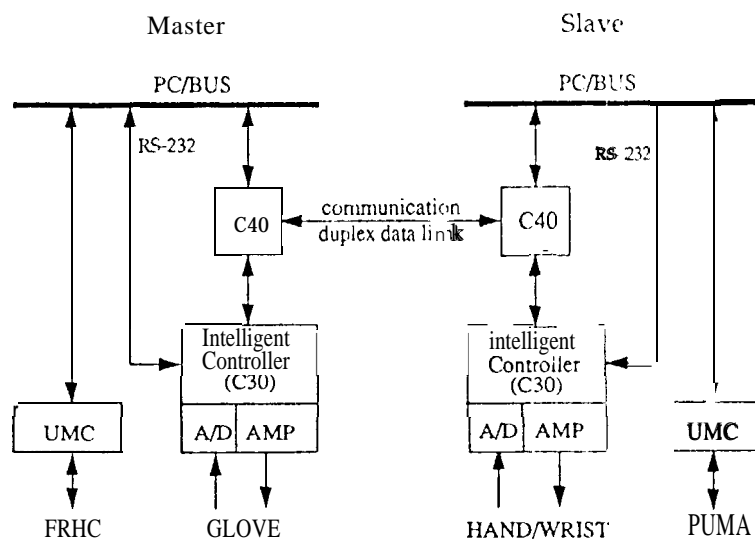 Master
Slave
PC/BUS
PC/BUS
RS-232
RS-232
C40
communication
duplex data link
C40
Intelligent
Controller
(C30)
intelligent
Controller
(C30)
UMC
A/D
AMP
A/D
AMP
UMC
FRHC
GLOVE
HAND/WRIST
PUMA